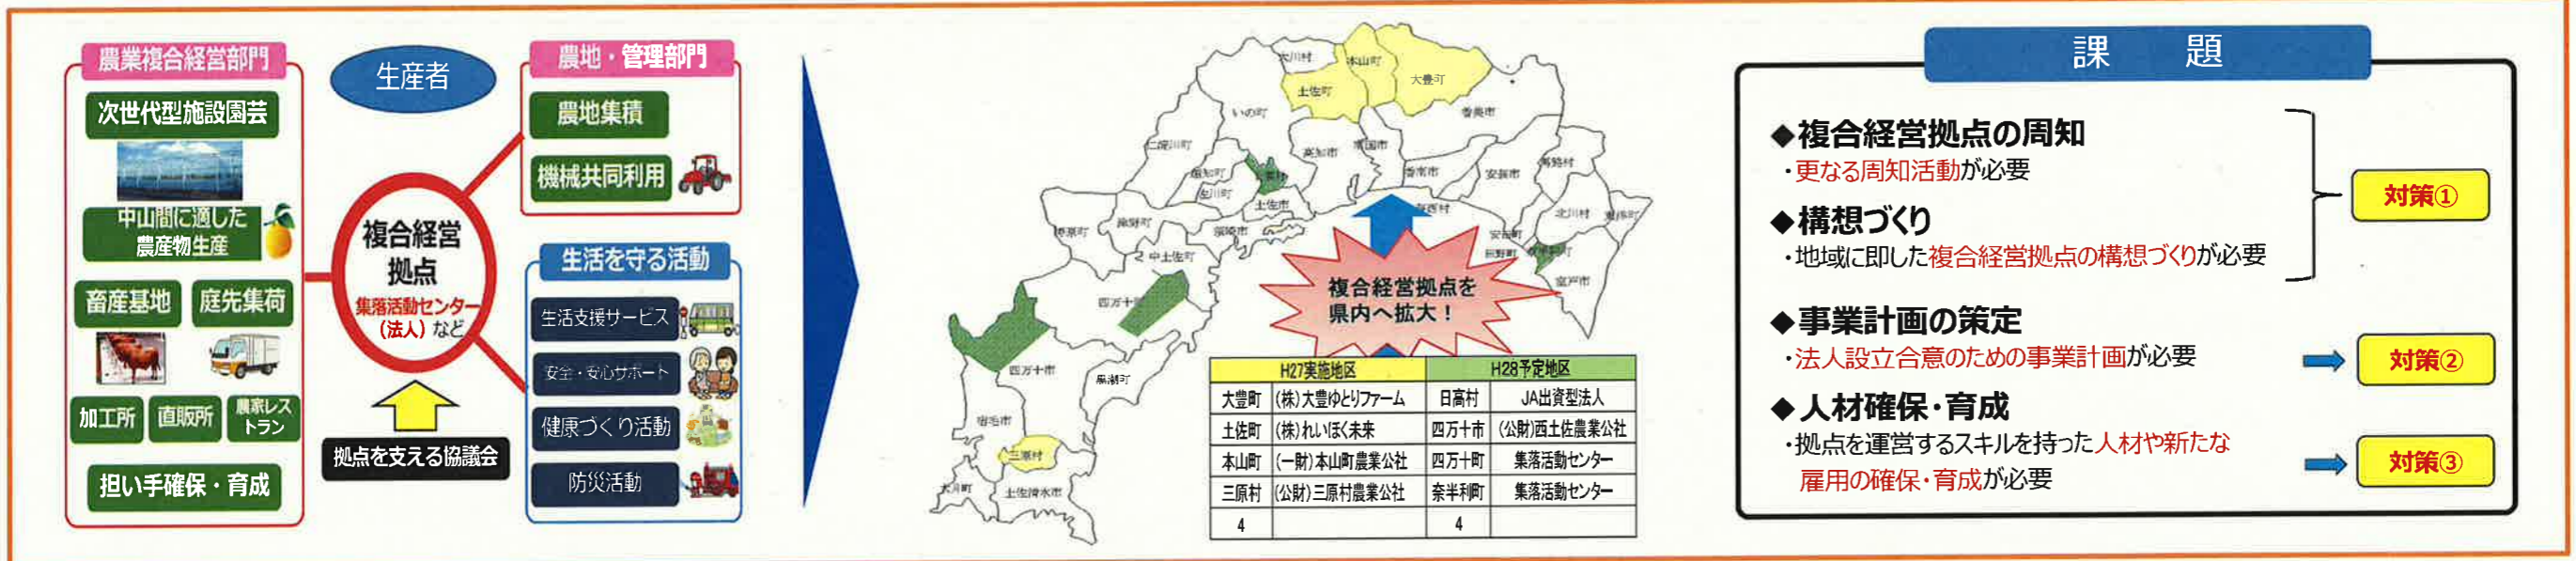 農業複合経営部門
次世代型施設園芸
中山間に適した
農産物生産
畜産基地
庭先集荷
加工所
直販所
農家レス
トラン
担い手確保・育成
生産者
複合経営
拠点
集落活動センター
(法人)など
拠点を支える協議会
農地・管理部門
農地集積
機械共同利用
生活を守る活動
生活支援サービス
安全・安心サポート
健康づくり活動
防災活動
大川村
本山町
大豊町
土佐町
いの町
香美市
仁淀川町
高知市
南国市
香南市
安芸市
馬路村
越知町
佐川町
土佐市
北川村
東洋町
津野町
須崎市
梼原町
芸西村
安田町
田野町
奈半利町
室戸市
中土佐町
四万十町
四万十市
黒潮町
宿毛市
三原村
大月町
土佐清水市
複合経営拠点を
県内へ拡大！
H27実施地区 H28予定地区
大豊町 (株)大豊ゆとりファーム 日高村 JA出資型法人
土佐町 (株)れいほく未来 四万十市 (公財)西土佐農業公社
本山町 (一財)本山町農業公社 四万十町 集落活動センター
三原村 (公財)三原村農業公社 奈半利町 集落活動センター
4 4
課　題
◆複合経営拠点の周知
・更なる周知活動が必要
◆構想づくり
・地域に即した複合経営拠点の構想づくりが必要
対策①
◆事業計画の策定
・法人設立合意のための事業計画が必要
対策②
◆人材確保・育成
・拠点を運営するスキルを持った人材や新たな
雇用の確保・育成が必要
対策③